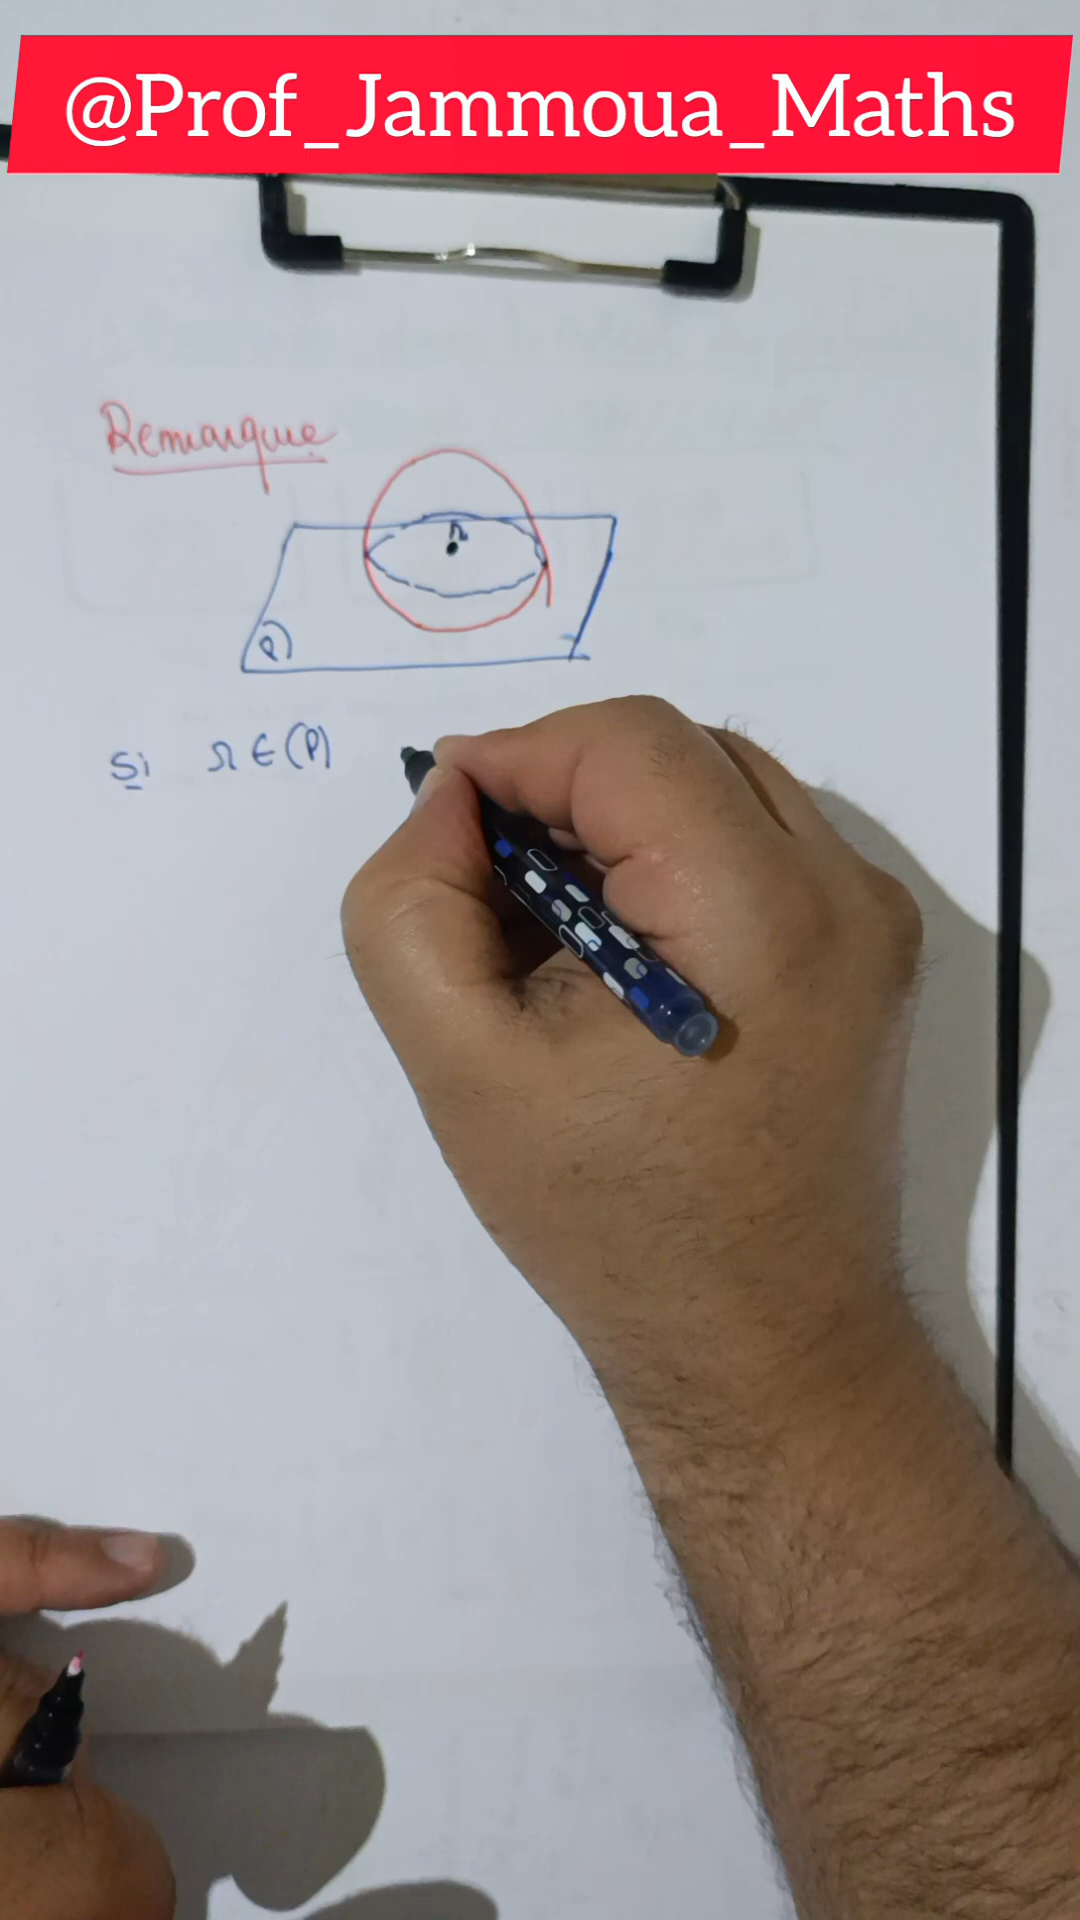 @Prof_Jammoua_Maths
Remarque
Ω
(P)
Si Ω ∈ (P)